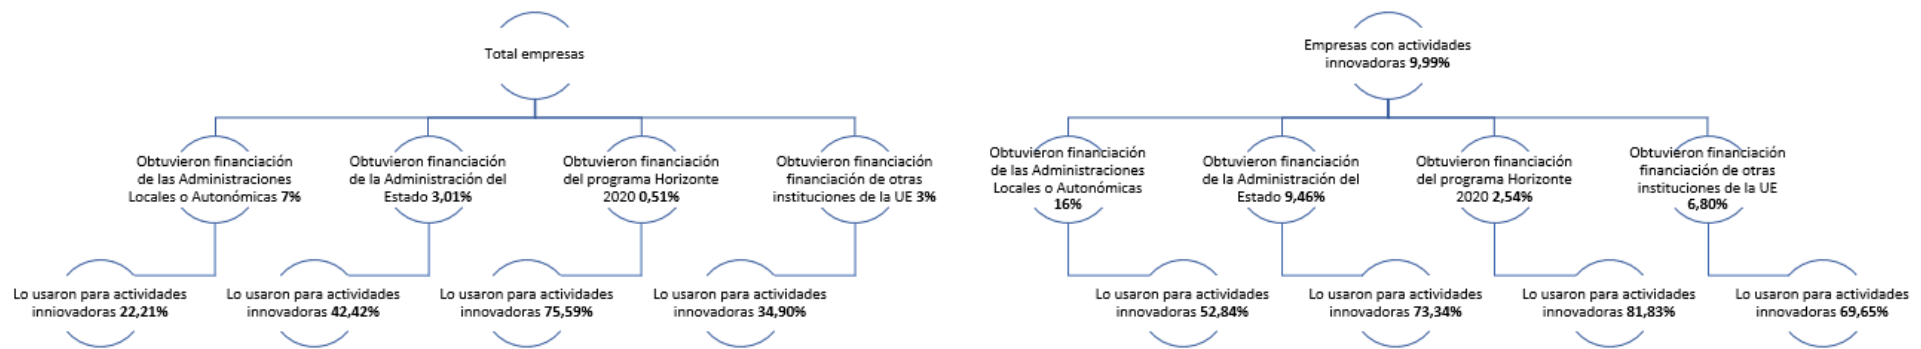 Total empresas
Obtuvieron financiación
de las Administraciones
Locales o Autonómicas 7%
Obtuvieron financiación
de la Administración del
Estado 3,01%
Obtuvieron financiación
del programa Horizonte
2020 0,51%
Obtuvieron financiación
financiación de otras
instituciones de la UE 3%
Lo usaron para actividades
inniovadoras 22,21%
Lo usaron para actividades
innovadoras 42,42%
Lo usaron para actividades
innovadoras 75,59%
Lo usaron para actividades
innovadoras 34,90%
Empresas con actividades
innovadoras 9,99%
Obtuvieron financiación
de las Administraciones
Locales o Autonómicas
16%
Obtuvieron financiación
de la Administración del
Estado 9,46%
Obtuvieron financiación
del programa Horizonte
2020 2,54%
Obtuvieron financiación
financiación de otras
instituciones de la UE
6,80%
Lo usaron para actividades
innovadoras 52,84%
Lo usaron para actividades
innovadoras 73,34%
Lo usaron para actividades
innovadoras 81,83%
Lo usaron para actividades
innovadoras 69,65%